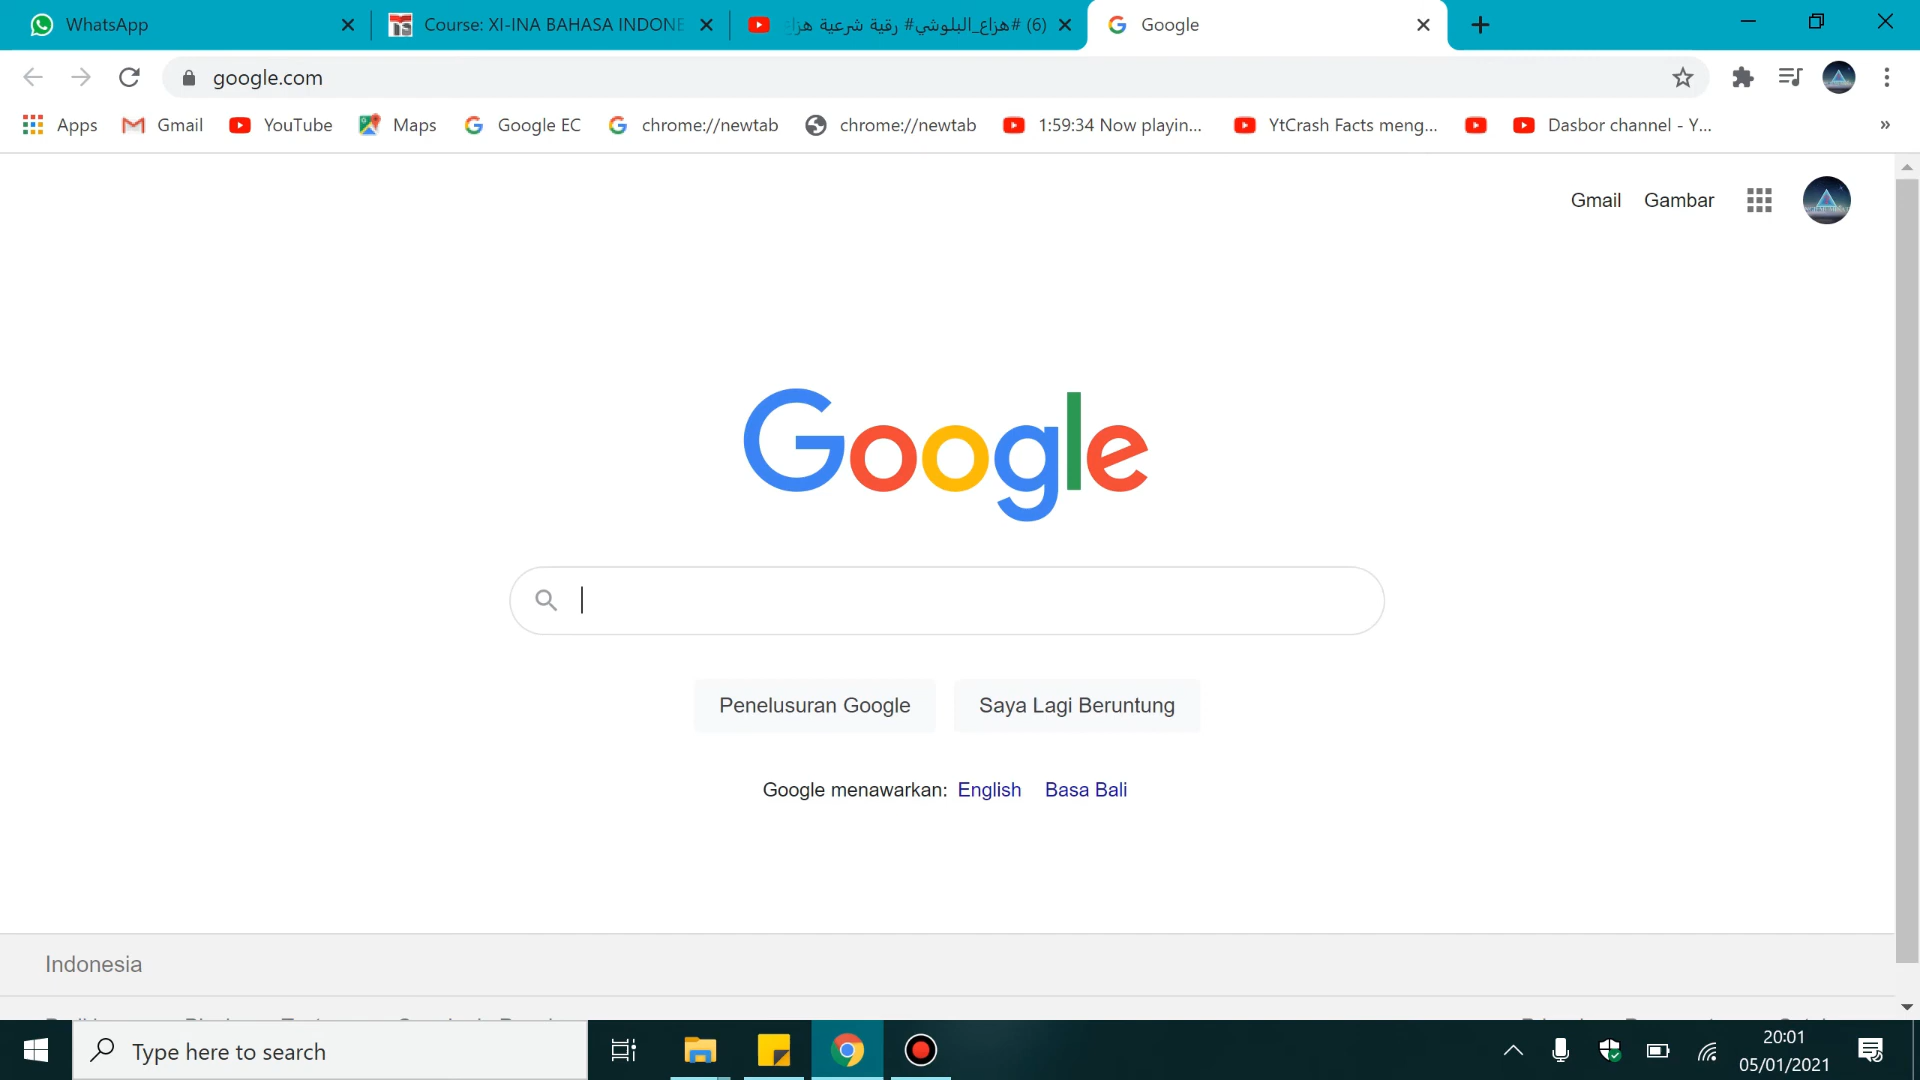 WhatsApp
Course: XI-INA BAHASA INDONE
(6) #هزاع_البلوشي# رقية شرعية هزاع
Google
google.com
Apps
Gmail
YouTube
Maps
Google EC
chrome://newtab
chrome://newtab
1:59:34 Now playin...
YtCrash Facts meng...
Dasbor channel - Y...
»
Gmail
Gambar
Google
Penelusuran Google
Saya Lagi Beruntung
Google menawarkan: English Basa Bali
Indonesia
Type here to search
20:01
05/01/2021